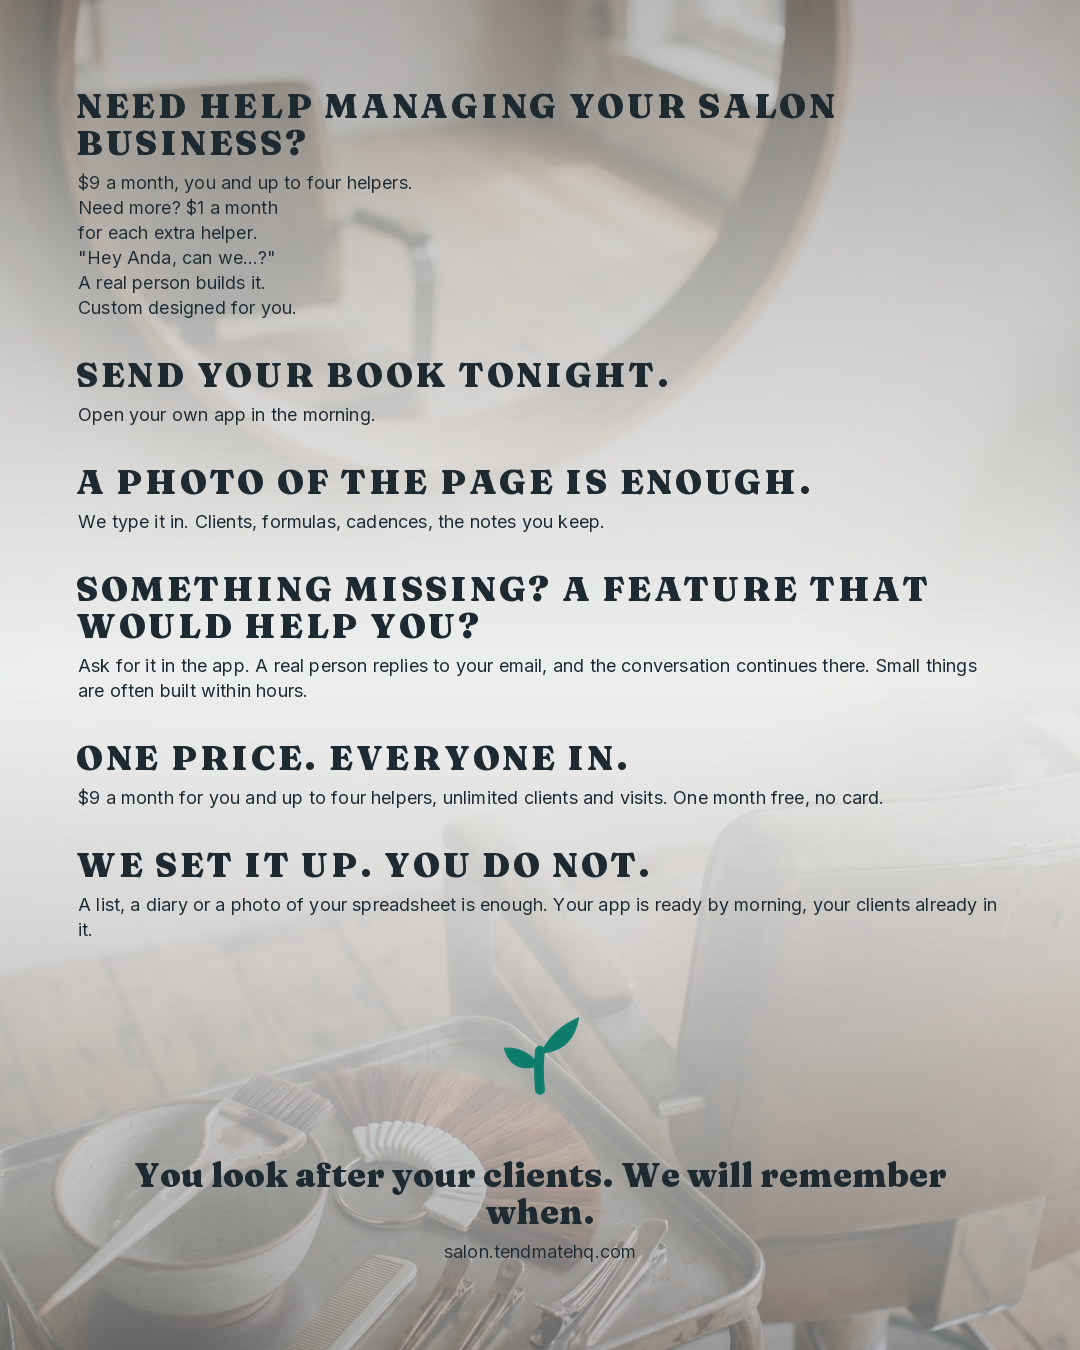 NEED HELP MANAGING YOUR SALON
BUSINESS?
$9 a month, you and up to four helpers.
Need more? $1 a month
for each extra helper.
"Hey Anda, can we...?"
A real person builds it.
Custom designed for you.
SEND YOUR BOOK TONIGHT.
Open your own app in the morning.
A PHOTO OF THE PAGE IS ENOUGH.
We type it in. Clients, formulas, cadences, the notes you keep.
SOMETHING MISSING? A FEATURE THAT
WOULD HELP YOU?
Ask for it in the app. A real person replies to your email, and the conversation continues there. Small things
are often built within hours.
ONE PRICE. EVERYONE IN.
$9 a month for you and up to four helpers, unlimited clients and visits. One month free, no card.
WE SET IT UP. YOU DO NOT.
A list, a diary or a photo of your spreadsheet is enough. Your app is ready by morning, your clients already in
it.
You look after your clients. We will remember
when.
salon.tendmatehq.com